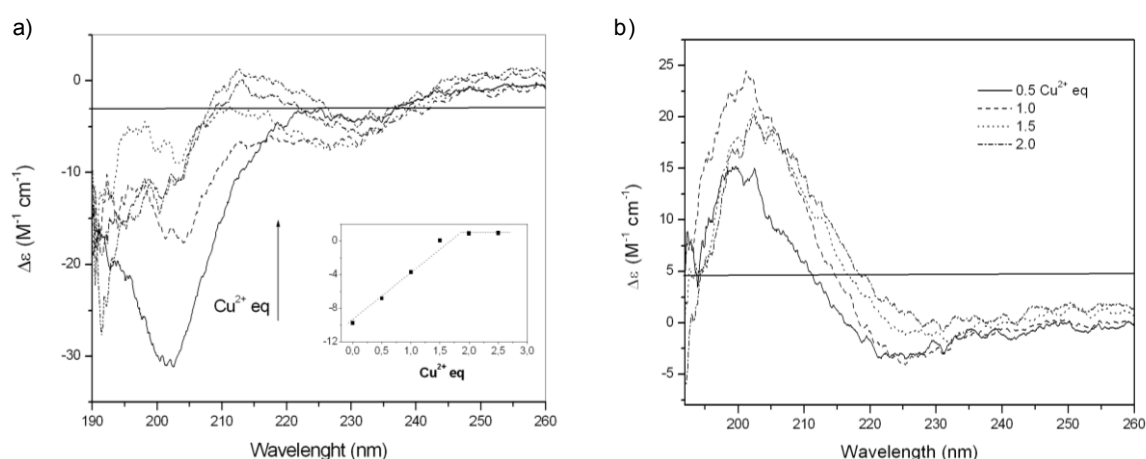 a)
Δε (M⁻¹ cm⁻¹)
0
-10
-20
-30
190 200 210 220 230 240 250 260
Wavelenght (nm)
Cu²⁺ eq
0
-4
-8
-12
0,0 0,5 1,0 1,5 2,0 2,5 3,0
Cu²⁺ eq
b)
Δε (M⁻¹ cm⁻¹)
25
20
15
10
5
0
-5
200 210 220 230 240 250 260
Wavelength (nm)
0.5 Cu²⁺ eq
1.0
1.5
2.0